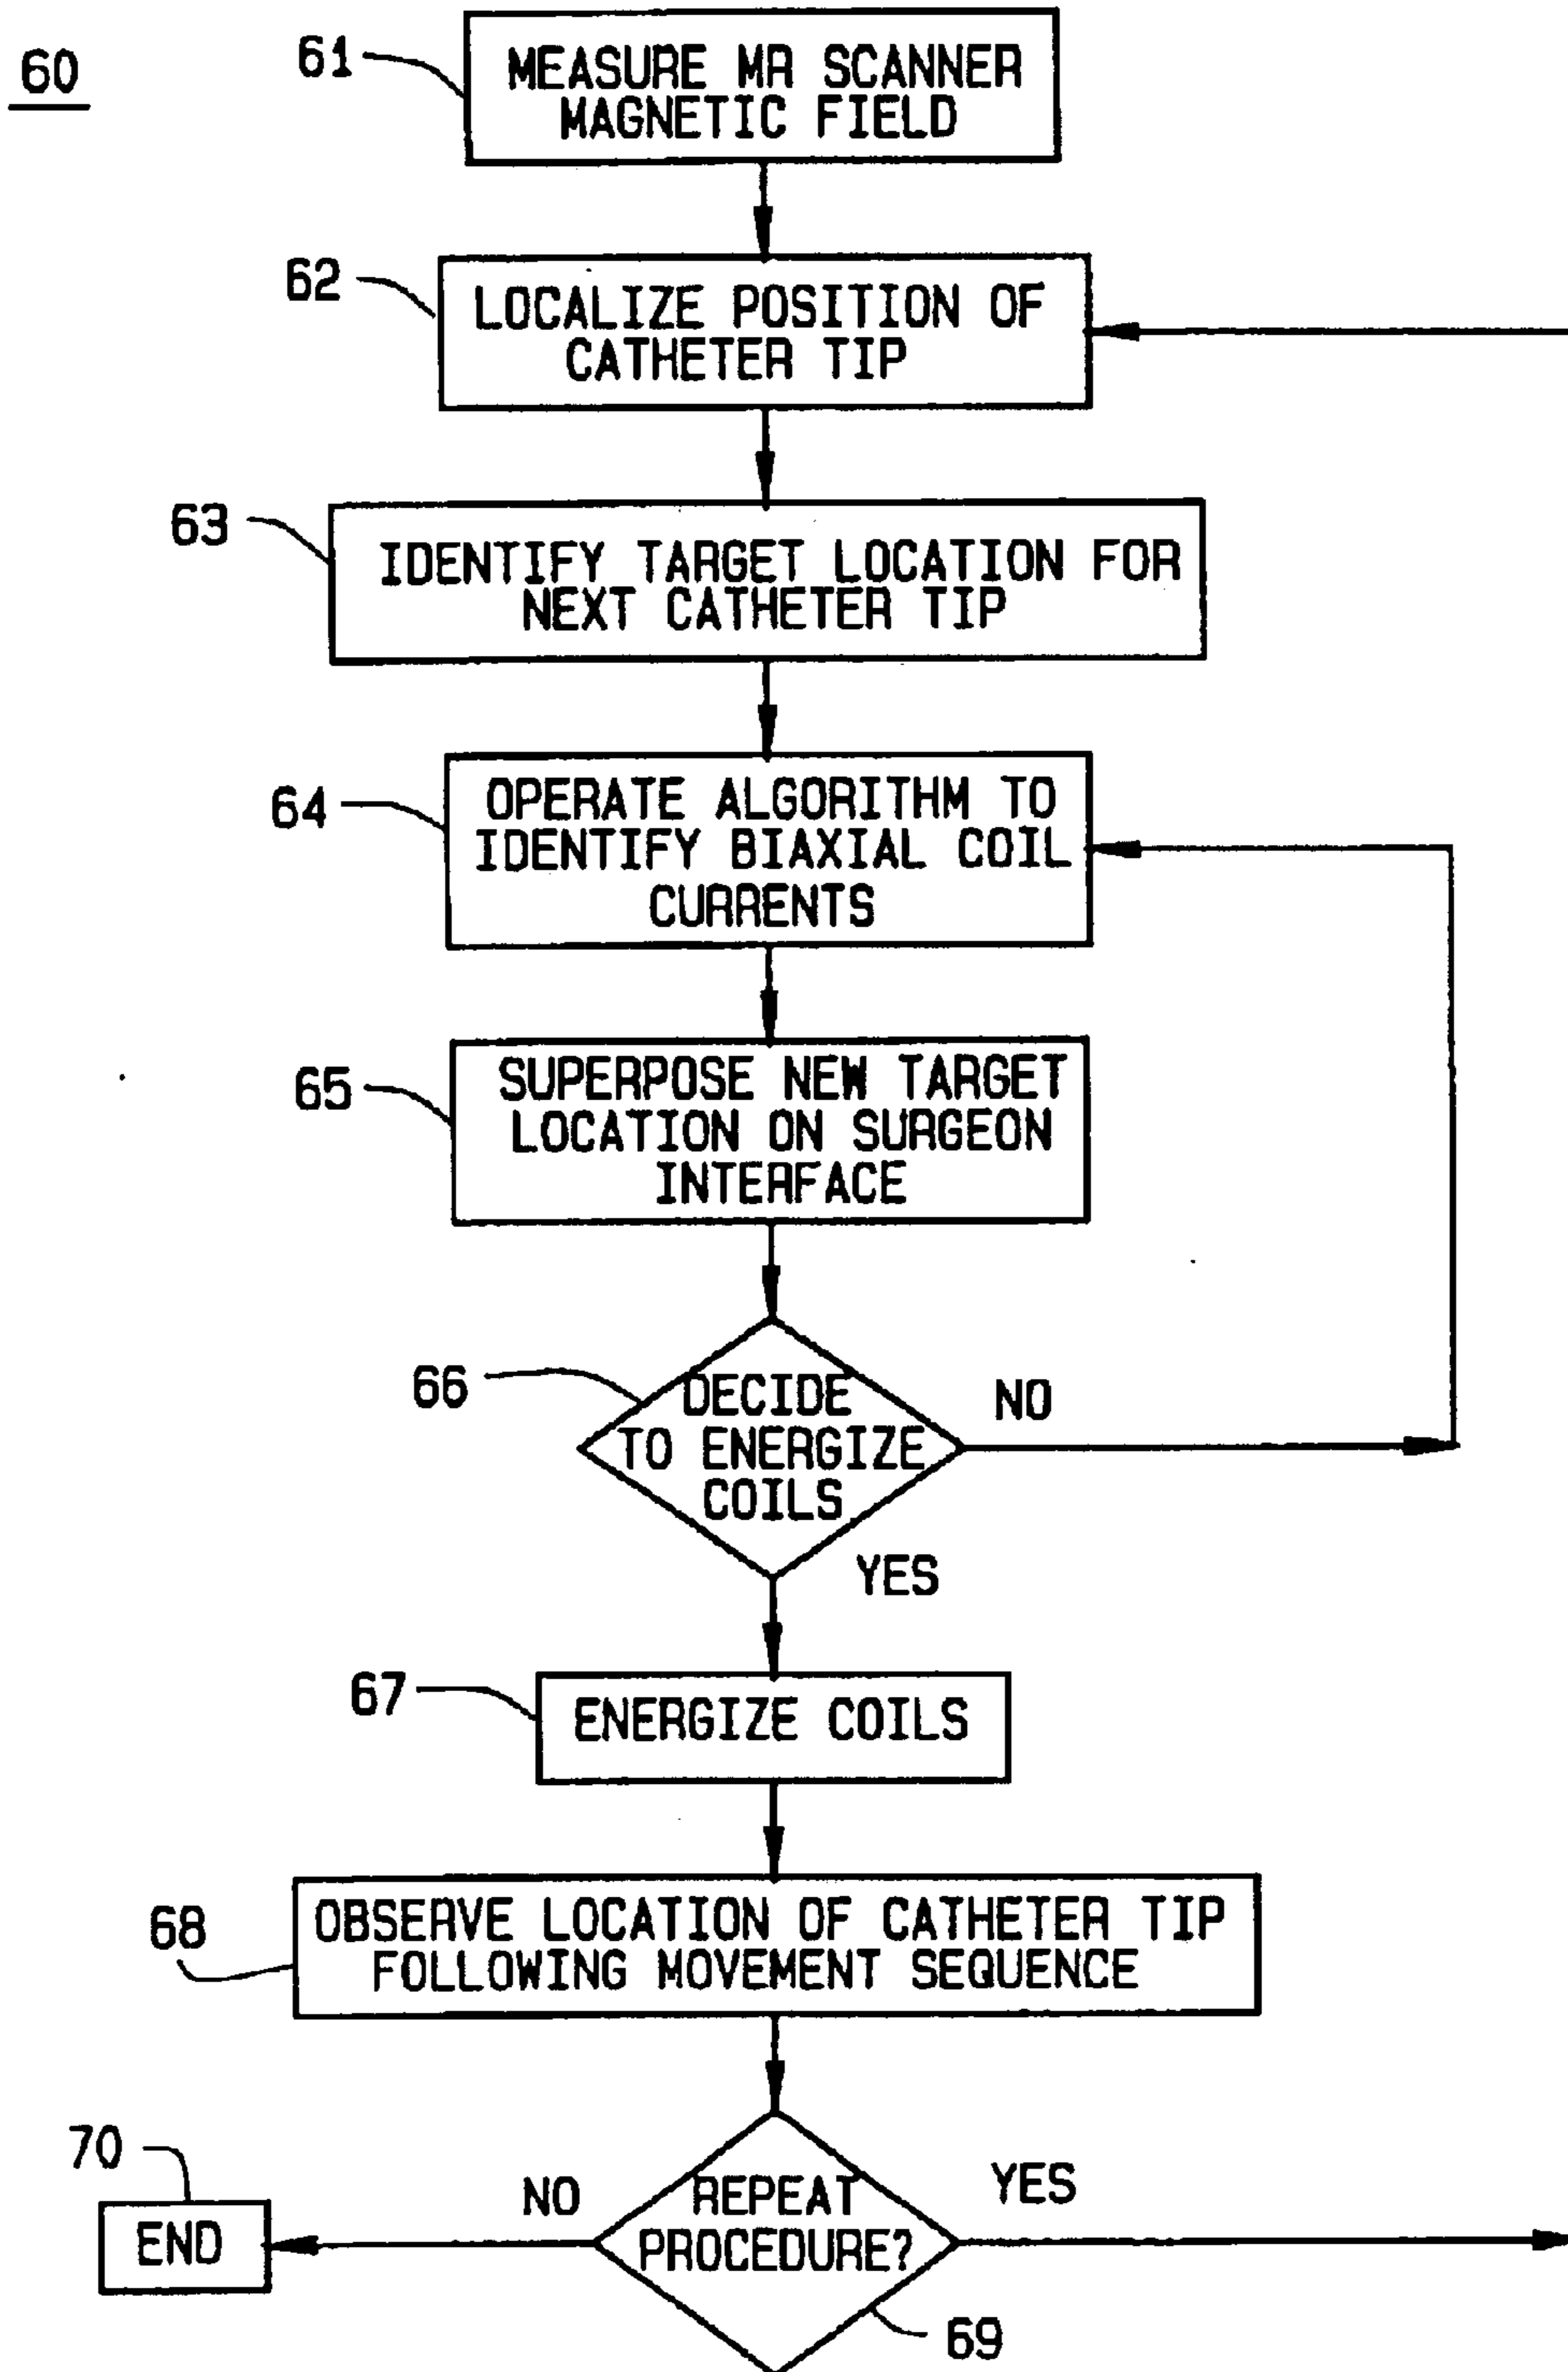 60
61
MEASURE MR SCANNER
MAGNETIC FIELD
62
LOCALIZE POSITION OF
CATHETER TIP
63
IDENTIFY TARGET LOCATION FOR
NEXT CATHETER TIP
64
OPERATE ALGORITHM TO
IDENTIFY BIAXIAL COIL
CURRENTS
65
SUPERPOSE NEW TARGET
LOCATION ON SURGEON
INTERFACE
66
DECIDE
TO ENERGIZE
COILS
NO
YES
67
ENERGIZE COILS
68
OBSERVE LOCATION OF CATHETER TIP
FOLLOWING MOVEMENT SEQUENCE
69
REPEAT
PROCEDURE?
YES
NO
70
END